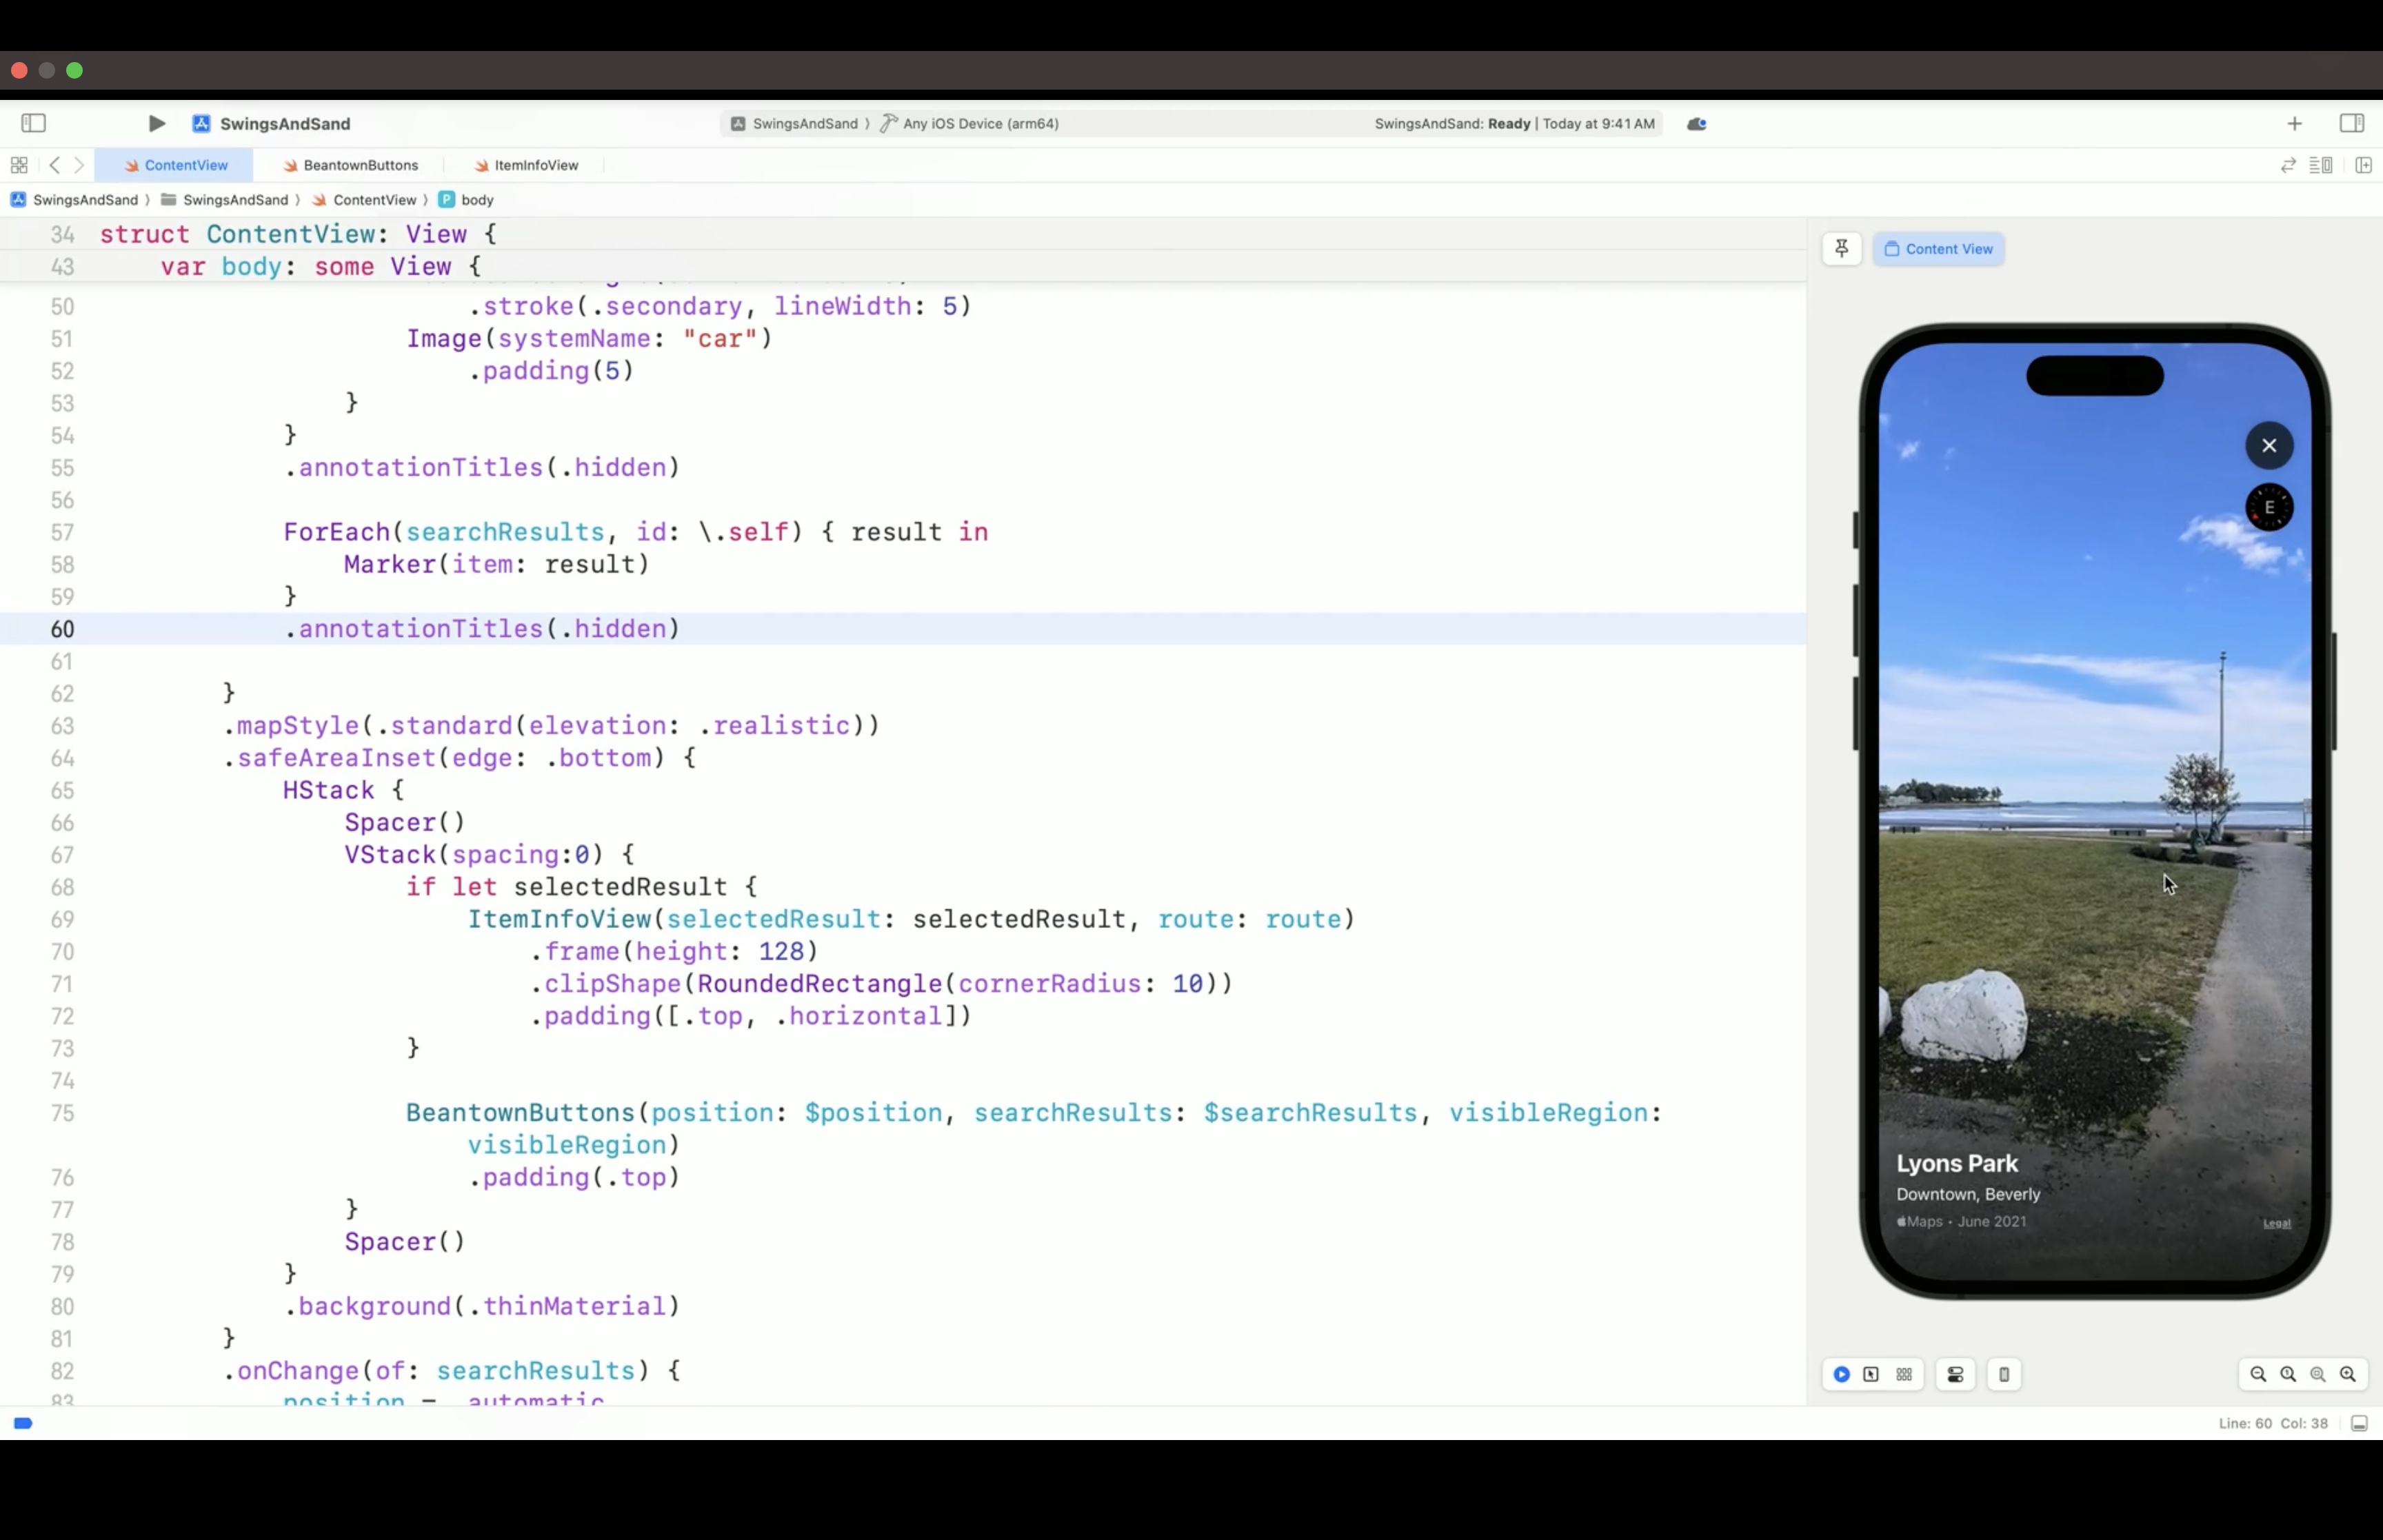 SwingsAndSand
SwingsAndSand 〉 Any iOS Device (arm64)
SwingsAndSand: Ready | Today at 9:41 AM
ContentView
BeantownButtons
ItemInfoView
SwingsAndSand 〉 SwingsAndSand 〉 ContentView 〉 P body
34 struct ContentView: View {
43 var body: some View {
50 .stroke(.secondary, lineWidth: 5)
51 Image(systemName: "car")
52 .padding(5)
53 }
54 }
55 .annotationTitles(.hidden)
56
57 ForEach(searchResults, id: \.self) { result in
58 Marker(item: result)
59 }
60 .annotationTitles(.hidden)
61
62 }
63 .mapStyle(.standard(elevation: .realistic))
64 .safeAreaInset(edge: .bottom) {
65 HStack {
66 Spacer()
67 VStack(spacing:0) {
68 if let selectedResult {
69 ItemInfoView(selectedResult: selectedResult, route: route)
70 .frame(height: 128)
71 .clipShape(RoundedRectangle(cornerRadius: 10))
72 .padding([.top, .horizontal])
73 }
74
75 BeantownButtons(position: $position, searchResults: $searchResults, visibleRegion:
visibleRegion)
76 .padding(.top)
77 }
78 Spacer()
79 }
80 .background(.thinMaterial)
81 }
82 .onChange(of: searchResults) {
83 position = .automatic
Content View
E
Lyons Park
Downtown, Beverly
Maps • June 2021
Legal
Line: 60 Col: 38